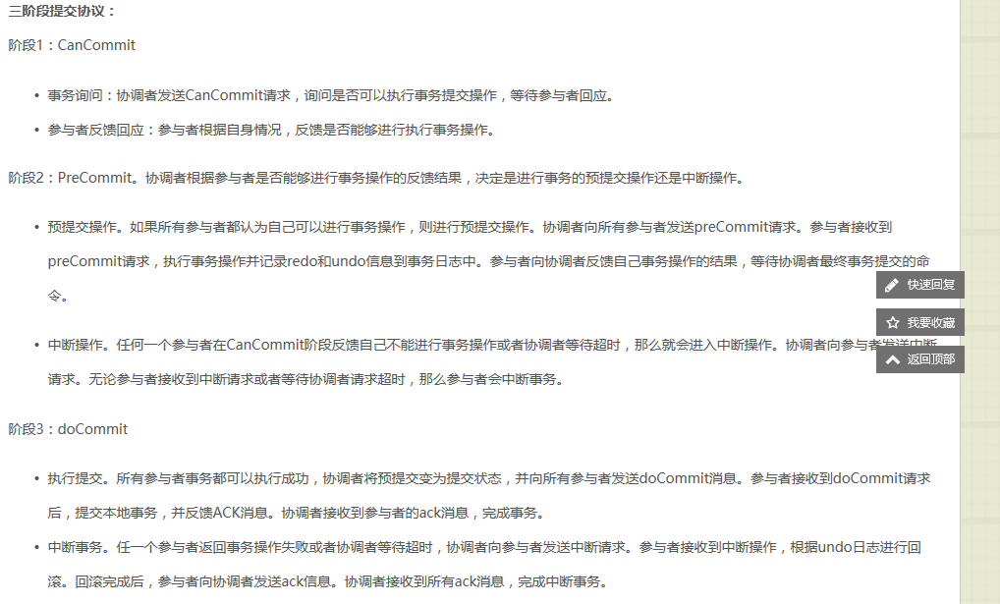 三阶段提交协议：
阶段1：CanCommit
• 事务询问：协调者发送CanCommit请求，询问是否可以执行事务提交操作，等待参与者回应。
• 参与者反馈回应：参与者根据自身情况，反馈是否能够进行执行事务操作。
阶段2：PreCommit。协调者根据参与者是否能够进行事务操作的反馈结果，决定是进行事务的预提交操作还是中断操作。
• 预提交操作。如果所有参与者都认为自己可以进行事务操作，则进行预提交操作。协调者向所有参与者发送preCommit请求。参与者接收到
preCommit请求，执行事务操作并记录redo和undo信息到事务日志中。参与者向协调者反馈自己事务操作的结果，等待协调者最终事务提交的命
令。
快速回复
我要收藏
• 中断操作。任何一个参与者在CanCommit阶段反馈自己不能进行事务操作或者协调者等待超时，那么就会进入中断操作。协调者向参与者发送中断
返回顶部
请求。无论参与者接收到中断请求或者等待协调者请求超时，那么参与者会中断事务。
阶段3：doCommit
• 执行提交。所有参与者事务都可以执行成功，协调者将预提交变为提交状态，并向所有参与者发送doCommit消息。参与者接收到doCommit请求
后，提交本地事务，并反馈ACK消息。协调者接收到参与者的ack消息，完成事务。
• 中断事务。任一个参与者返回事务操作失败或者协调者等待超时，协调者向参与者发送中断请求。参与者接收到中断操作，根据undo日志进行回
滚。回滚完成后，参与者向协调者发送ack信息。协调者接收到所有ack消息，完成中断事务。